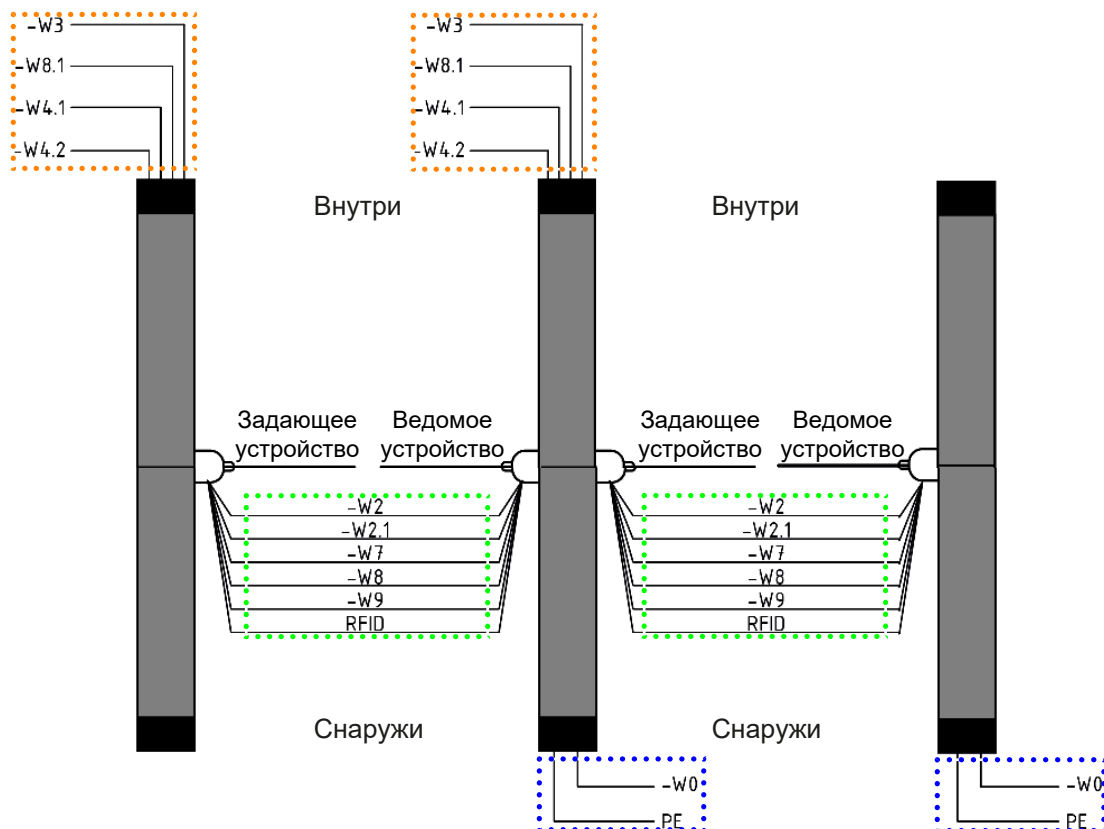 -W3
-W8.1
-W4.1
-W4.2
-W3
-W8.1
-W4.1
-W4.2
Внутри
Внутри
Задающее
устройство
Ведомое
устройство
Задающее
устройство
Ведомое
устройство
-W2
-W2.1
-W7
-W8
-W9
RFID
-W2
-W2.1
-W7
-W8
-W9
RFID
Снаружи
Снаружи
-W0
PE
-W0
PE